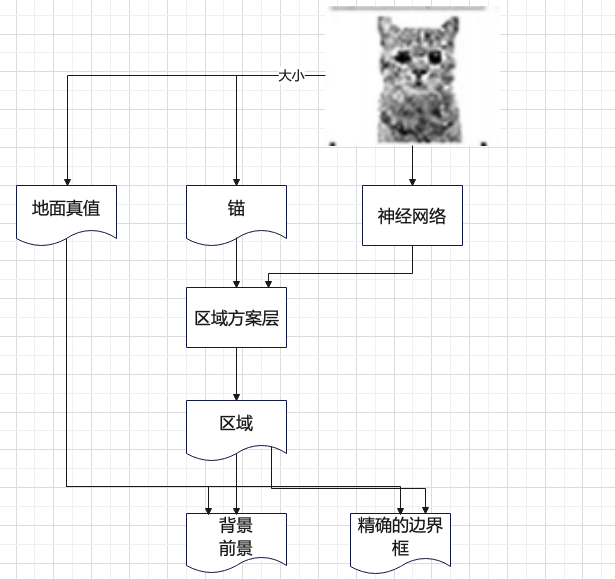 大小
地面真值
锚
神经网络
区域方案层
区域
背景
前景
精确的边界
框